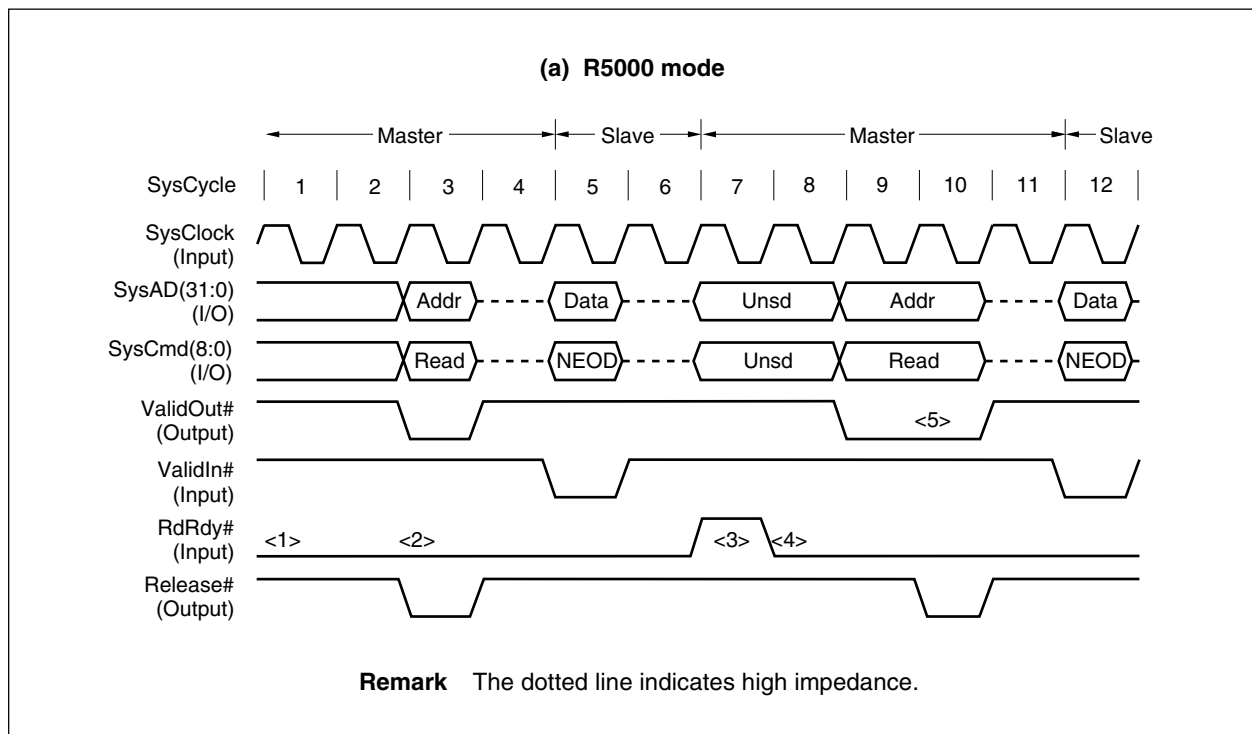 (a) R5000 mode
Master Slave Master Slave
SysCycle 1 2 3 4 5 6 7 8 9 10 11 12
SysClock
(Input)
SysAD(31:0)
(I/O)
Addr Data Unsd Addr Data
SysCmd(8:0)
(I/O)
Read NEOD Unsd Read NEOD
ValidOut#
(Output)
<5>
ValidIn#
(Input)
RdRdy#
(Input)
<1> <2> <3> <4>
Release#
(Output)
Remark The dotted line indicates high impedance.